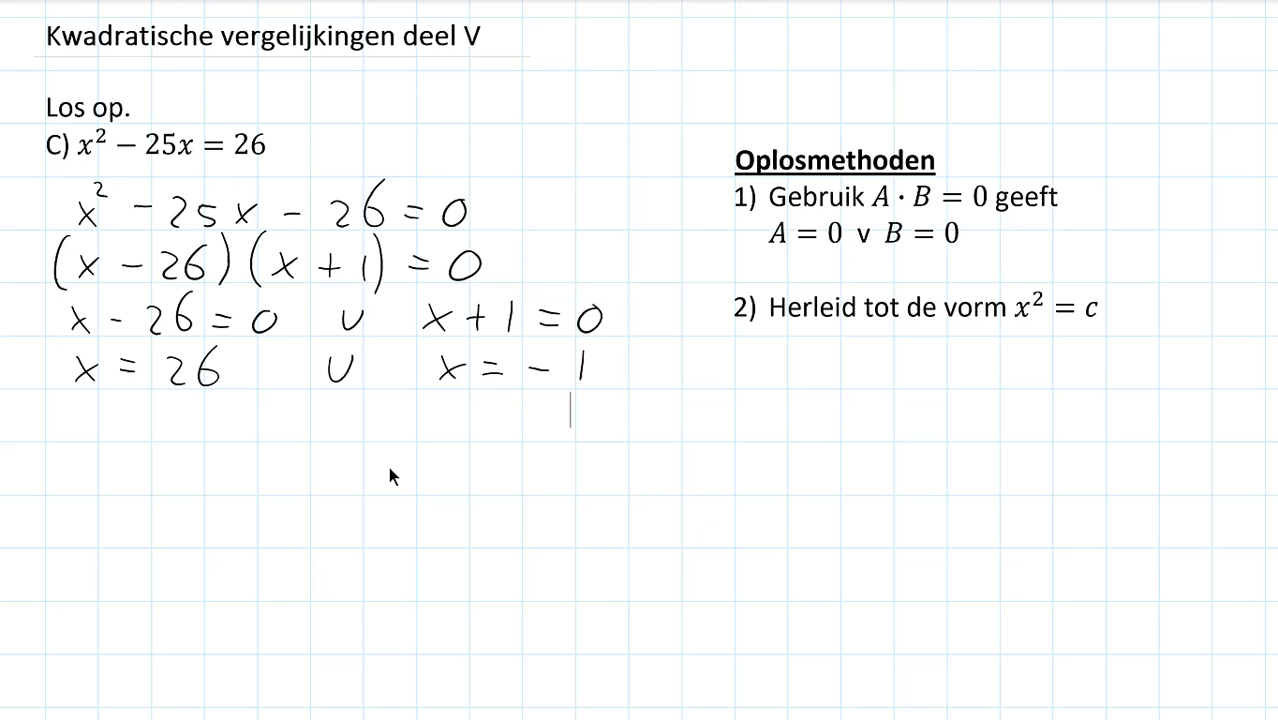 Kwadratische vergelijkingen deel V
Los op.
C) x² − 25x = 26
x² - 25x - 26 = 0
(x - 26)(x + 1) = 0
x - 26 = 0 ∪ x + 1 = 0
x = 26 ∪ x = - 1
Oplosmethoden
1) Gebruik A · B = 0 geeft
A = 0 v B = 0
2) Herleid tot de vorm x² = c